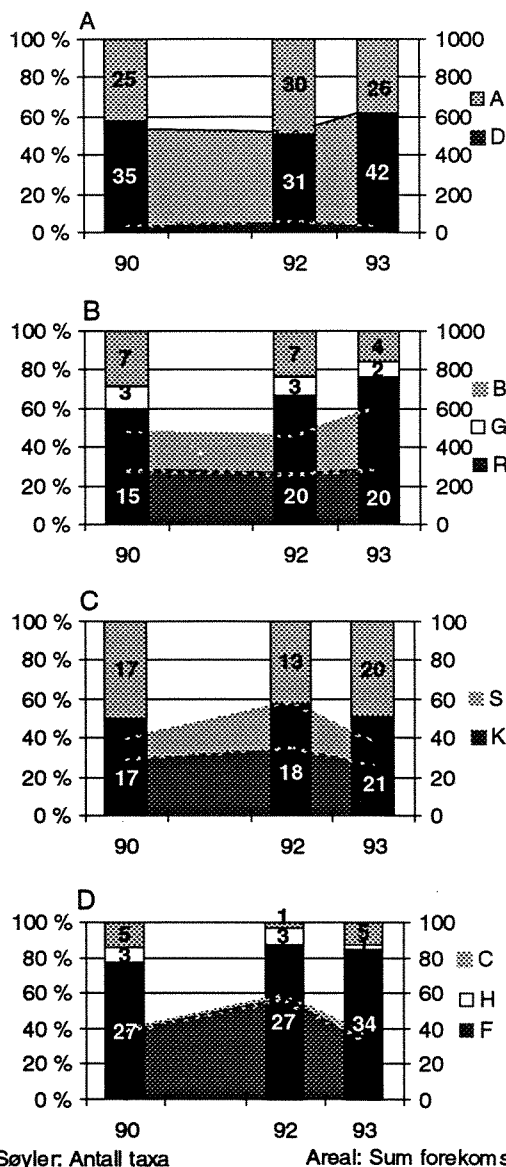 A
100 % 1000
25 30 26
80 % 800
60 % 600 A
40 % 35 31 42 400 D
20 % 200
0 % 0
90 92 93
B
100 % 1000
7 7 4
80 % 3 3 2 800
60 % 600 B
40 % 400 G
20 % 15 20 20 200 R
0 % 0
90 92 93
C
100 % 100
80 % 17 13 20 80
60 % 60 S
40 % 40 K
20 % 17 18 21 20
0 % 0
90 92 93
D
1
100 % 100
5 3 5
80 % 3 80 C
60 % 60 H
40 % 27 27 34 40 F
20 % 20
0 % 0
90 92 93
Søyler: Antall taxa Areal: Sum forekoms